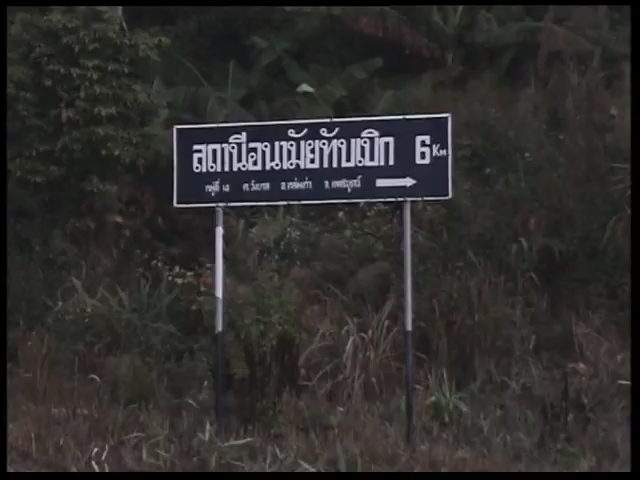 สถานีอนามัยทับเบิก 6 KM
หมู่ที่ 14 ต.วังบาล อ.หล่มเก่า จ.เพชรบูรณ์